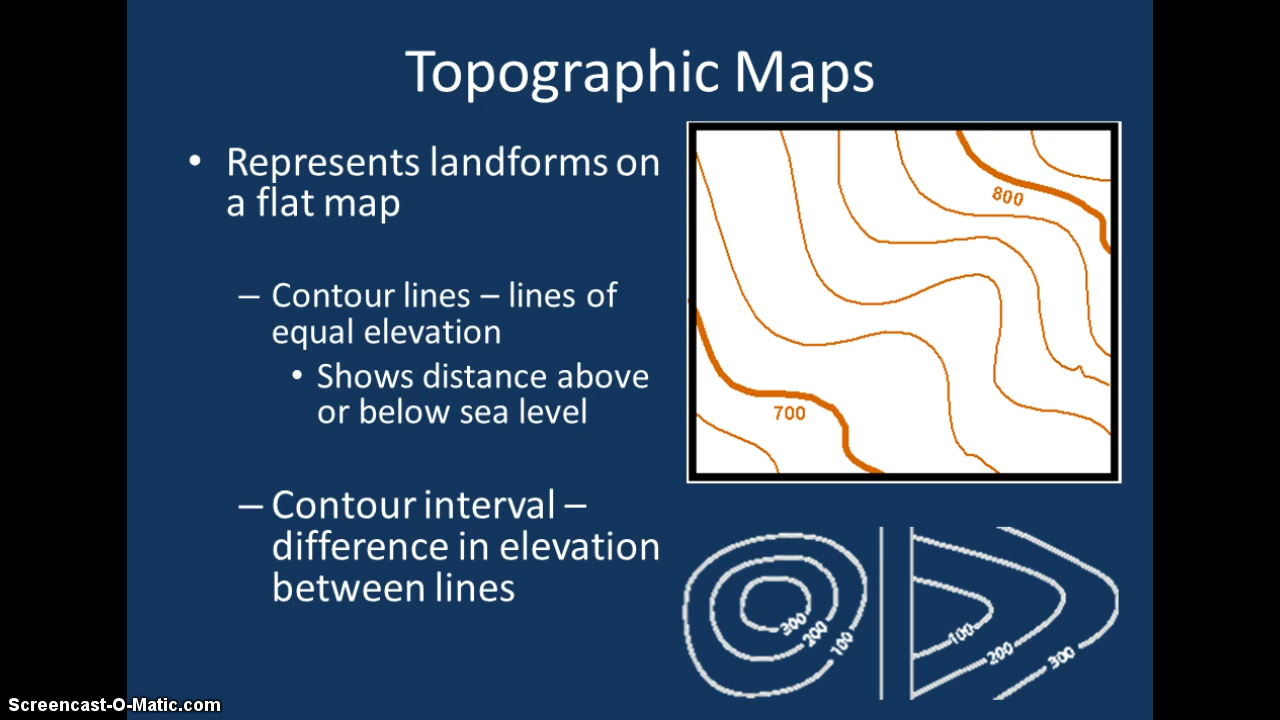 Topographic Maps
• Represents landforms on
a flat map
– Contour lines – lines of
equal elevation
• Shows distance above
or below sea level
– Contour interval –
difference in elevation
between lines
800
700
300
200
100
100
200
300
Screencast-O-Matic.com